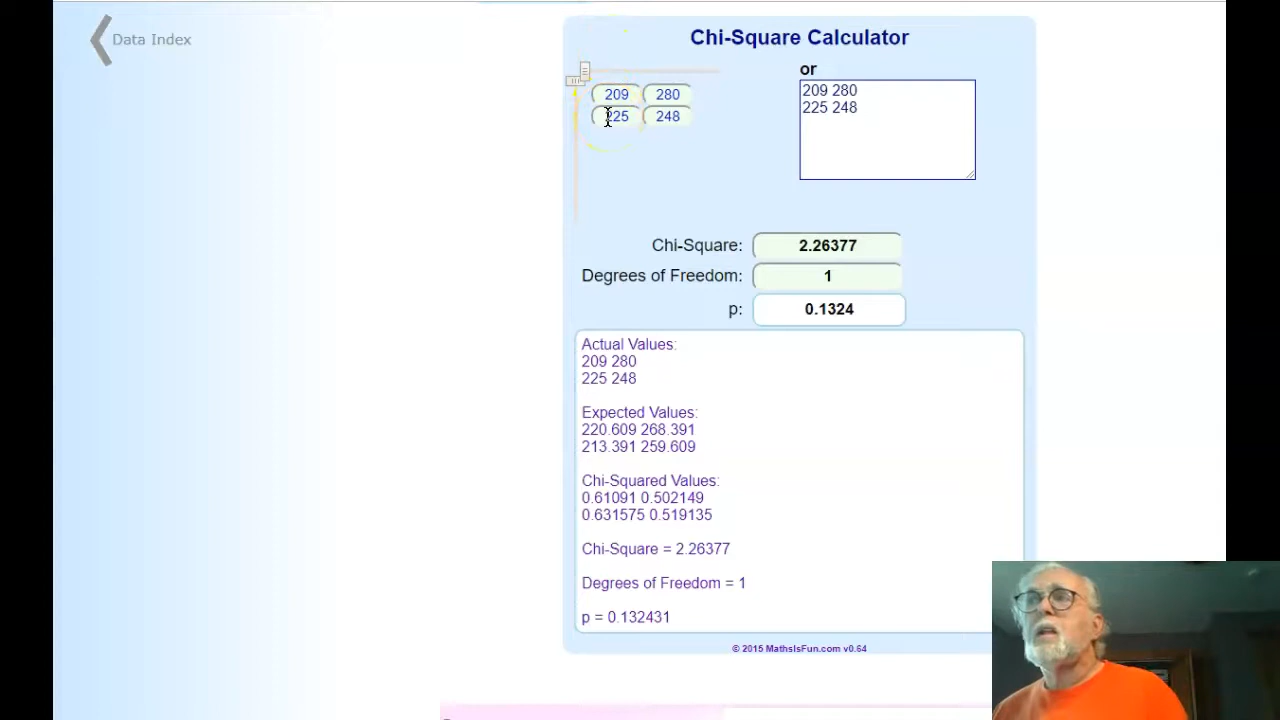 Data Index
Chi-Square Calculator
or
209 280
225 248
209 280
225 248
Chi-Square: 2.26377
Degrees of Freedom: 1
p: 0.1324
Actual Values:
209 280
225 248
Expected Values:
220.609 268.391
213.391 259.609
Chi-Squared Values:
0.61091 0.502149
0.631575 0.519135
Chi-Square = 2.26377
Degrees of Freedom = 1
p = 0.132431
© 2015 MathsIsFun.com v0.64